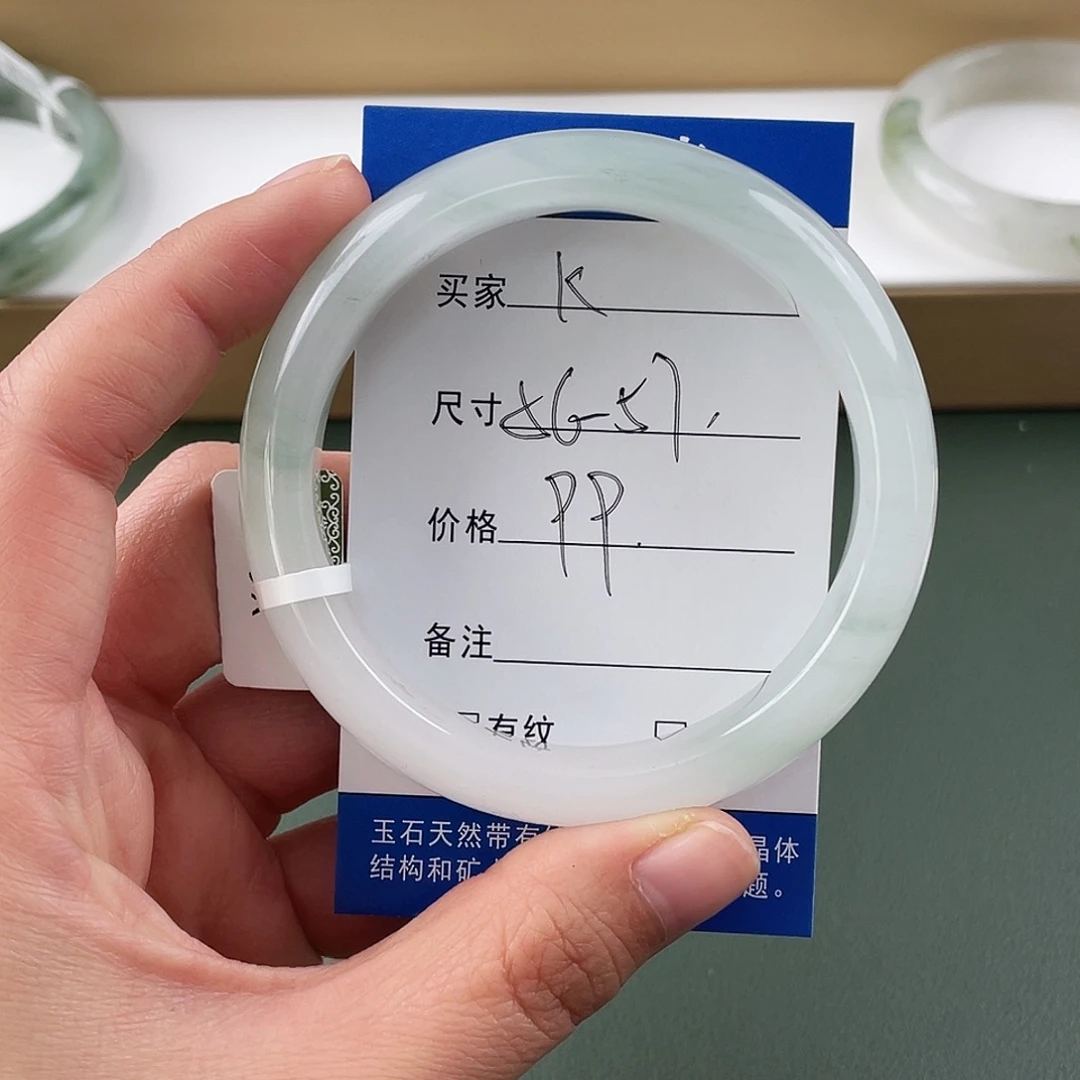 买家 K
尺寸 56-57.
价格 PP.
备注
有纹
玉石天然带有 晶体
结构和矿 题。